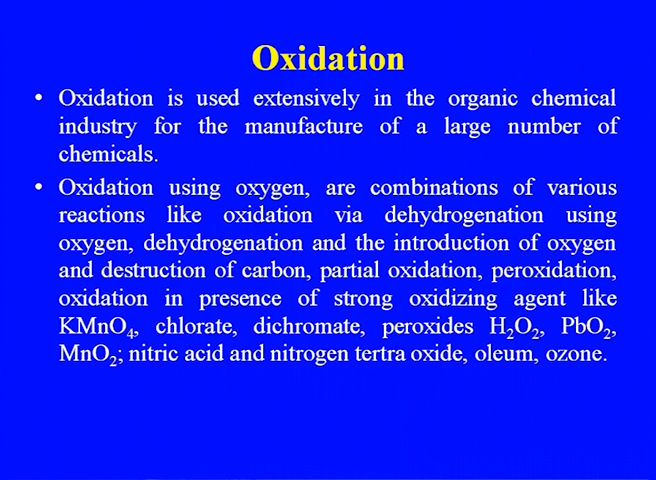 Oxidation
• Oxidation is used extensively in the organic chemical
industry for the manufacture of a large number of
chemicals.
• Oxidation using oxygen, are combinations of various
reactions like oxidation via dehydrogenation using
oxygen, dehydrogenation and the introduction of oxygen
and destruction of carbon, partial oxidation, peroxidation,
oxidation in presence of strong oxidizing agent like
KMnO₄, chlorate, dichromate, peroxides H₂O₂, PbO₂,
MnO₂; nitric acid and nitrogen tertra oxide, oleum, ozone.